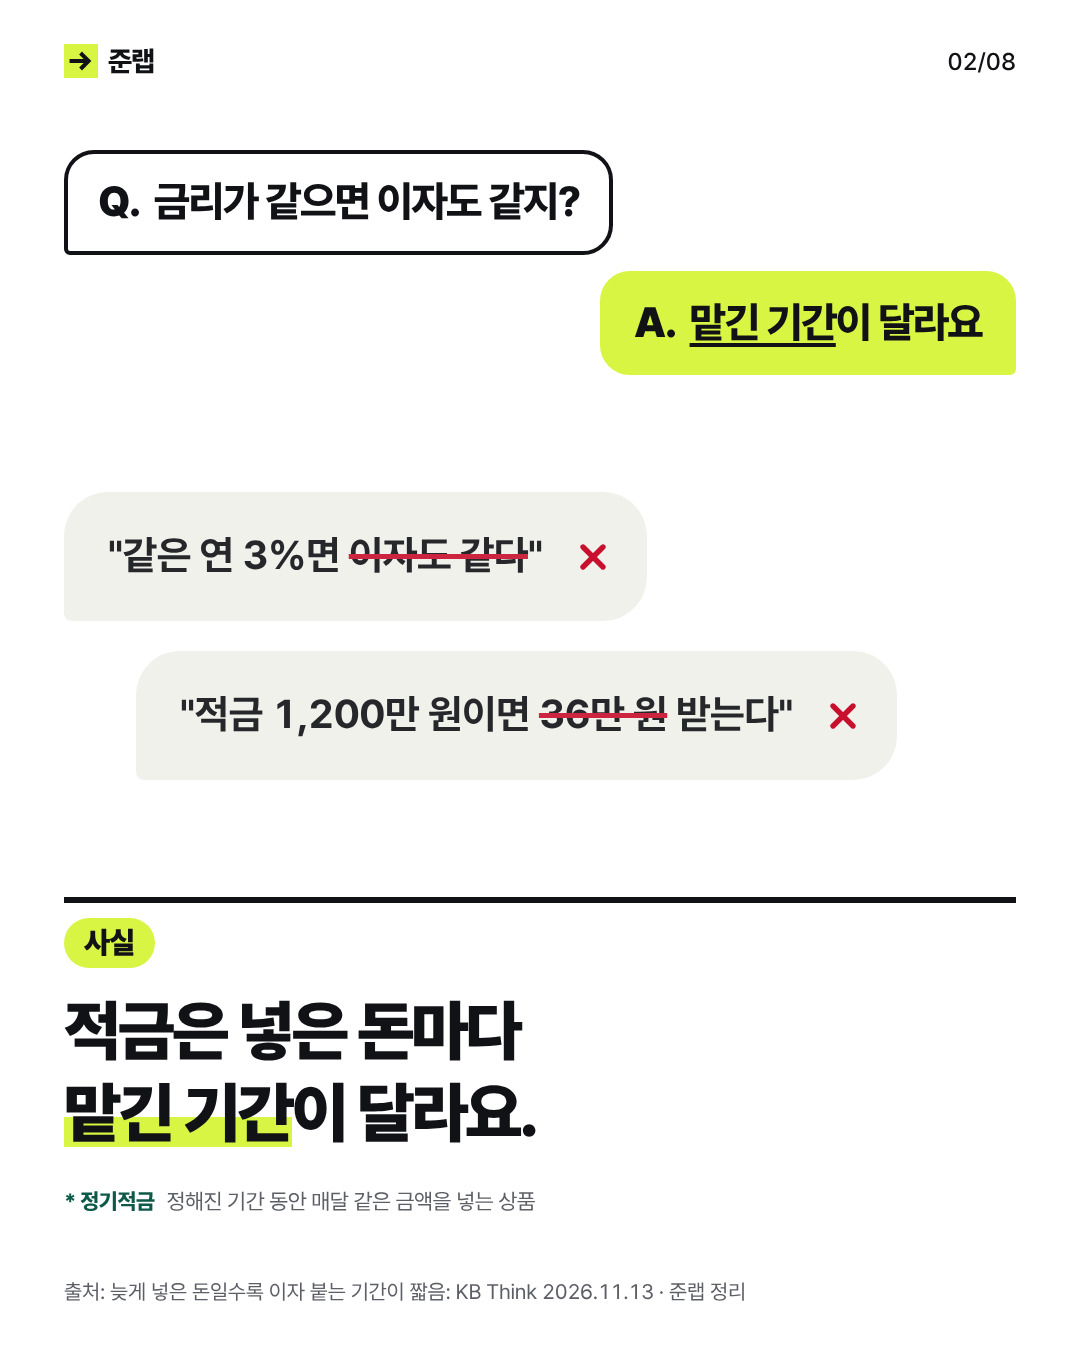 준랩
02/08
Q. 금리가 같으면 이자도 같지?
A. 맡긴 기간이 달라요
"같은 연 3%면 이자도 같다"
"적금 1,200만 원이면 36만 원 받는다"
사실
적금은 넣은 돈마다
맡긴 기간이 달라요.
* 정기적금 정해진 기간 동안 매달 같은 금액을 넣는 상품
출처: 늦게 넣은 돈일수록 이자 붙는 기간이 짧음: KB Think 2026.11.13 · 준랩 정리